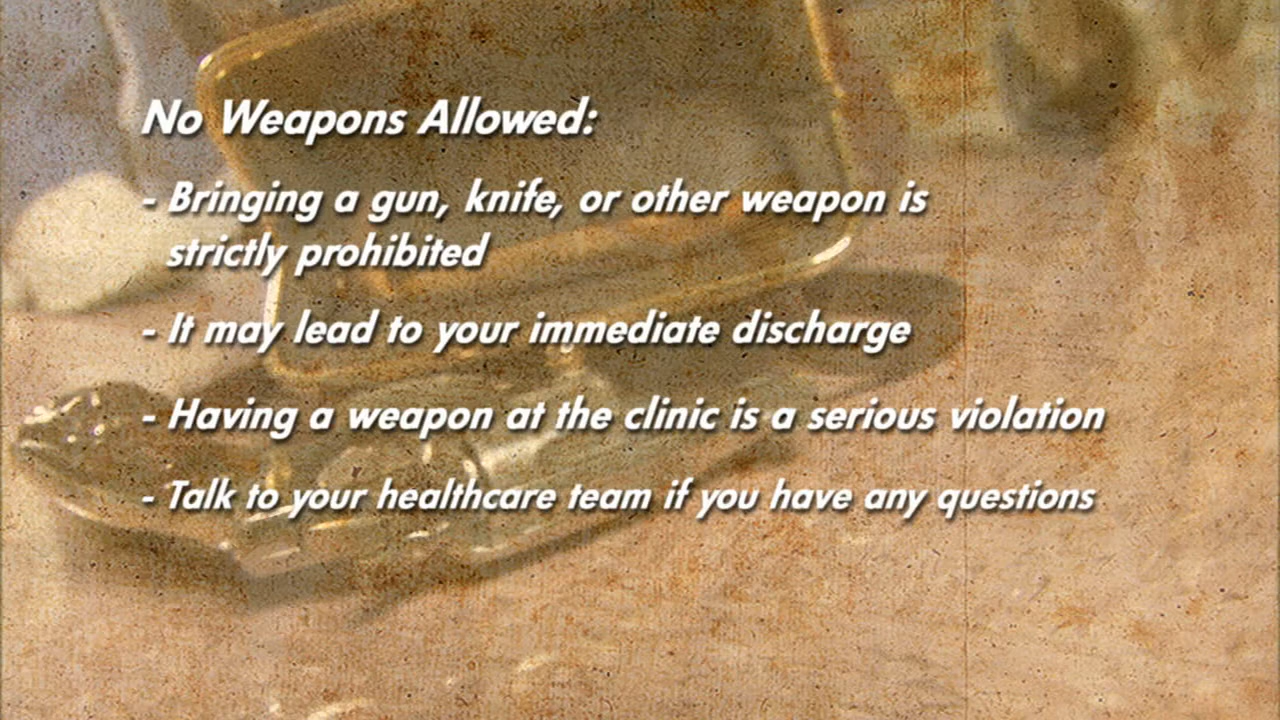 No Weapons Allowed:
- Bringing a gun, knife, or other weapon is
strictly prohibited
- It may lead to your immediate discharge
- Having a weapon at the clinic is a serious violation
- Talk to your healthcare team if you have any questions